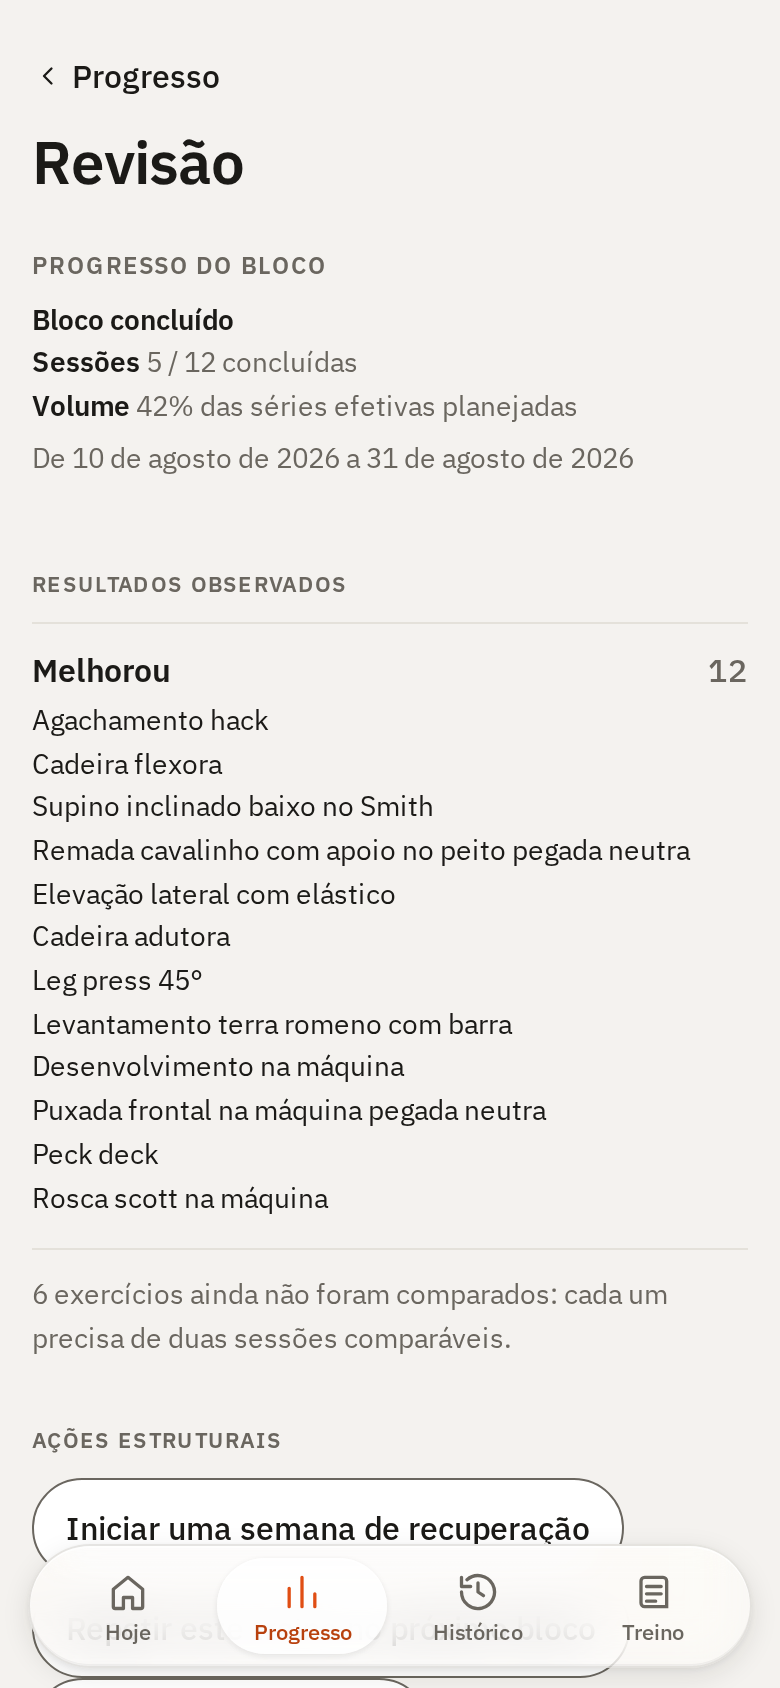 Progresso
Revisão
PROGRESSO DO BLOCO
Bloco concluído
Sessões 5 / 12 concluídas
Volume 42% das séries efetivas planejadas
De 10 de agosto de 2026 a 31 de agosto de 2026
RESULTADOS OBSERVADOS
Melhorou 12
Agachamento hack
Cadeira flexora
Supino inclinado baixo no Smith
Remada cavalinho com apoio no peito pegada neutra
Elevação lateral com elástico
Cadeira adutora
Leg press 45°
Levantamento terra romeno com barra
Desenvolvimento na máquina
Puxada frontal na máquina pegada neutra
Peck deck
Rosca scott na máquina
6 exercícios ainda não foram comparados: cada um
precisa de duas sessões comparáveis.
AÇÕES ESTRUTURAIS
Iniciar uma semana de recuperação
bloco
Hoje Progresso Histórico Treino